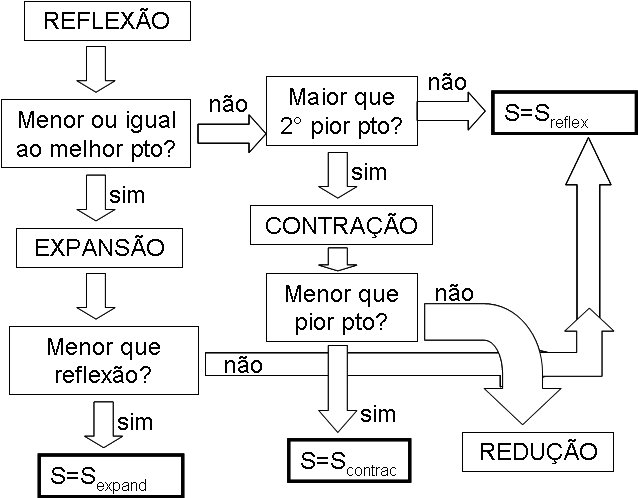 REFLEXÃO
Menor ou igual
ao melhor pto?
não
Maior que
2° pior pto?
não
S=Sreflex
sim
sim
EXPANSÃO
CONTRAÇÃO
Menor que
pior pto?
não
Menor que
reflexão?
não
sim
sim
S=Sexpand
S=Scontrac
REDUÇÃO